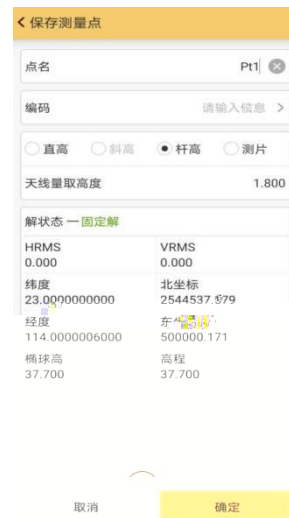 保存测量点
点名 Pt1
编码 请输入信息
直高 斜高 杆高 测片
天线量取高度 1.800
解状态 — 固定解
HRMS VRMS
0.000 0.000
纬度 北坐标
23.0000000000 2544537.979
经度
114.0000006000 500000.171
椭球高 高程
37.700 37.700
取消 确定